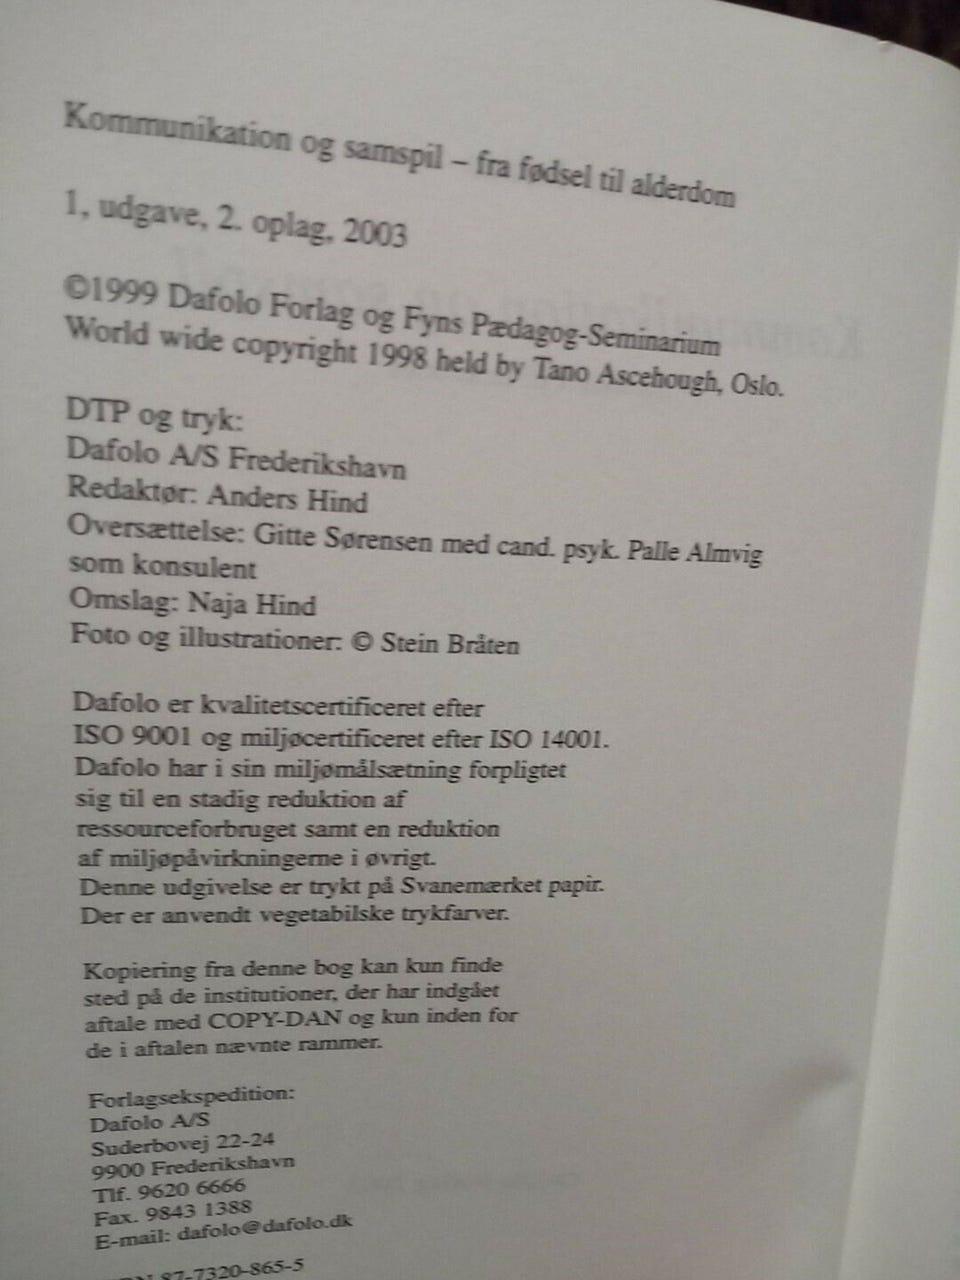 Kommunikation og samspil – fra fødsel til alderdom
1, udgave, 2. oplag, 2003
©1999 Dafolo Forlag og Fyns Pædagog-Seminarium
World wide copyright 1998 held by Tano Ascehough, Oslo.
DTP og tryk:
Dafolo A/S Frederikshavn
Redaktør: Anders Hind
Oversættelse: Gitte Sørensen med cand. psyk. Palle Almvig
som konsulent
Omslag: Naja Hind
Foto og illustrationer: © Stein Bråten
Dafolo er kvalitetscertificeret efter
ISO 9001 og miljøcertificeret efter ISO 14001.
Dafolo har i sin miljømålsætning forpligtet
sig til en stadig reduktion af
ressourceforbruget samt en reduktion
af miljøpåvirkningerne i øvrigt.
Denne udgivelse er trykt på Svanemærket papir.
Der er anvendt vegetabilske trykfarver.
Kopiering fra denne bog kan kun finde
sted på de institutioner, der har indgået
aftale med COPY-DAN og kun inden for
de i aftalen nævnte rammer.
Forlagsekspedition:
Dafolo A/S
Suderbovej 22-24
9900 Frederikshavn
Tlf. 9620 6666
Fax. 9843 1388
E-mail: dafolo@dafolo.dk
87-7320-865-5